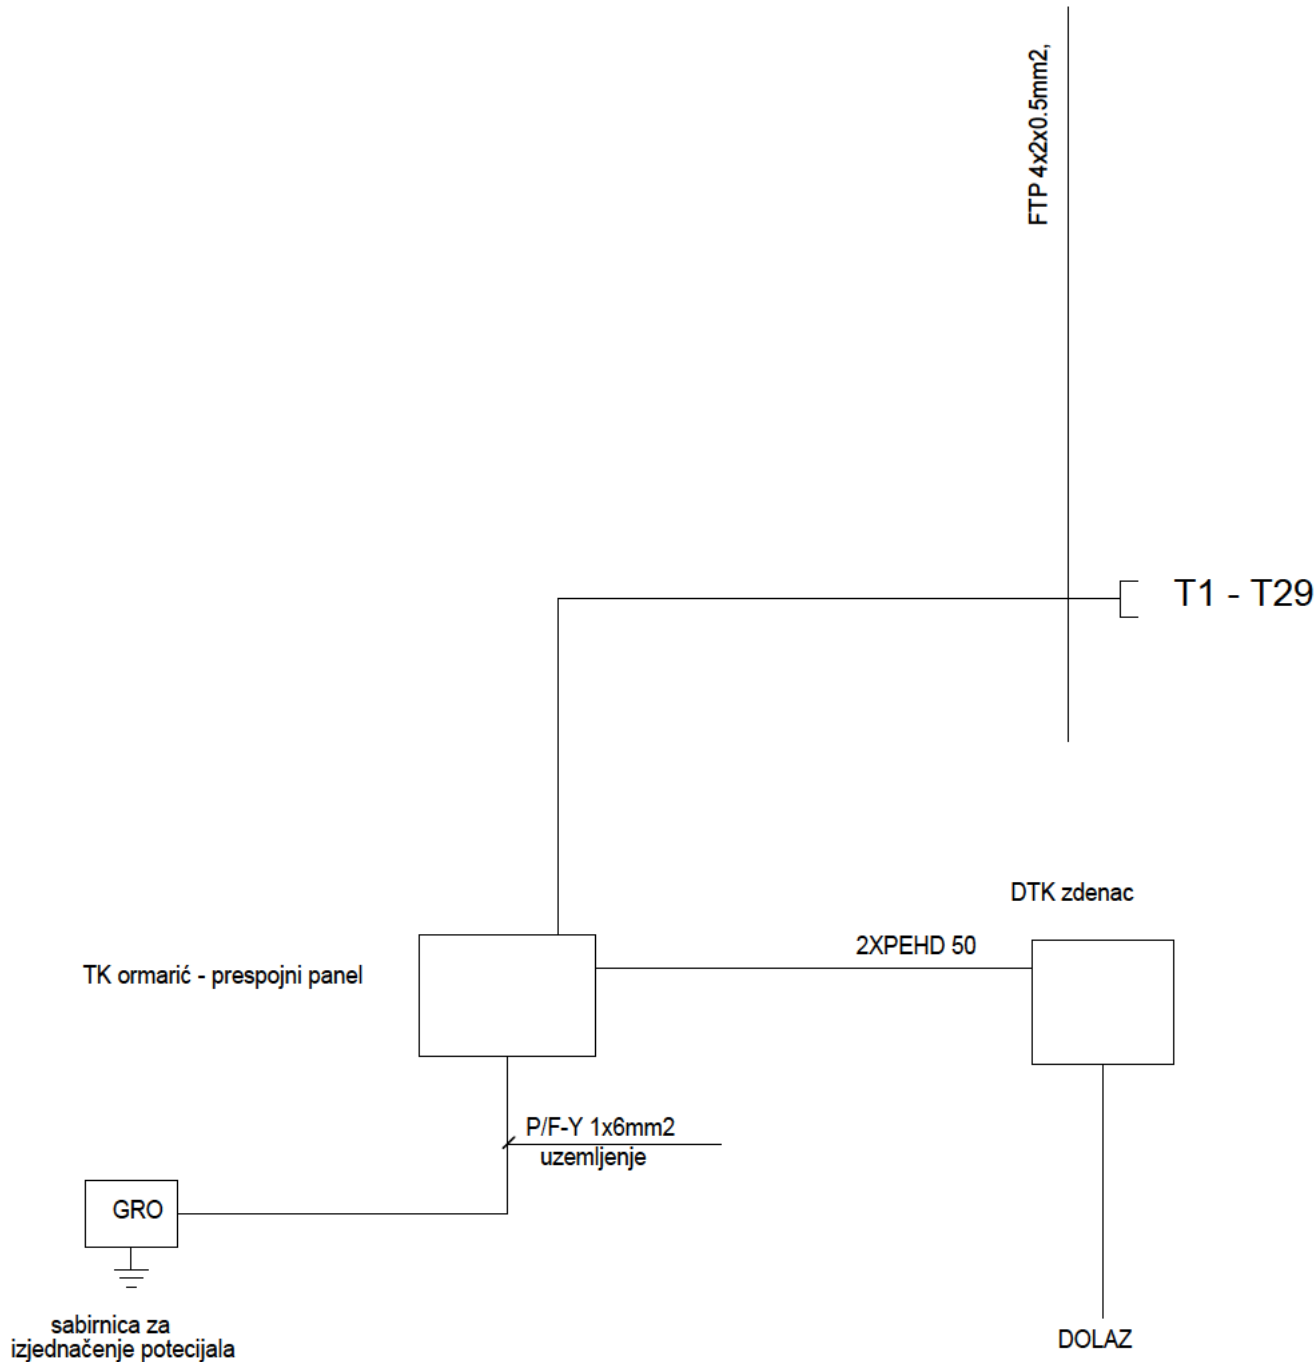 FTP 4x2x0.5mm2,
T1 - T29
DTK zdenac
2XPEHD 50
TK ormarić - prespojni panel
P/F-Y 1x6mm2
uzemljenje
GRO
sabirnica za
izjednačenje potecijala
DOLAZ